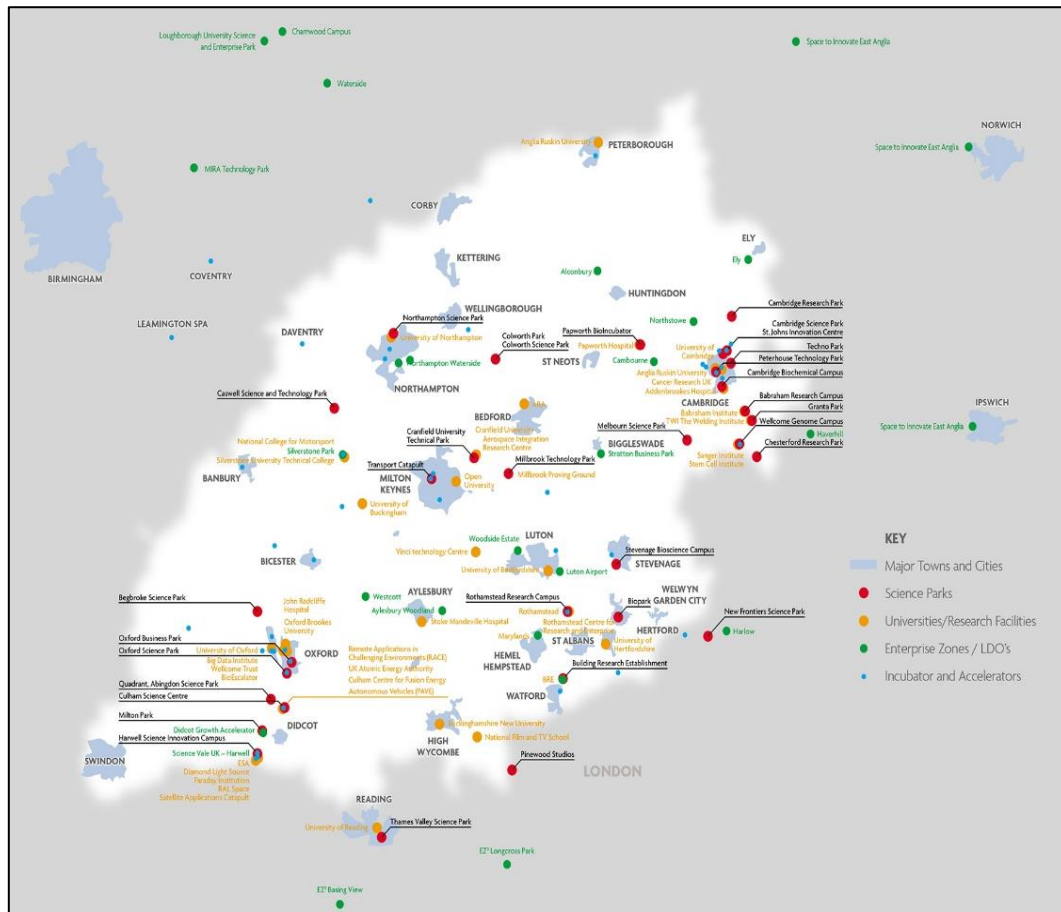 Loughborough University Science
and Enterprise Park
Charnwood Campus
Space to Innovate East Anglia
Waterside
NORWICH
Anglia Ruskin University
PETERBOROUGH
Space to Innovate East Anglia
MIRA Technology Park
CORBY
BIRMINGHAM
COVENTRY
KETTERING
ELY
Ely
Alconbury
HUNTINGDON
WELLINGBOROUGH
Cambridge Research Park
LEAMINGTON SPA
DAVENTRY
Northampton Science Park
University of Northampton
Northstowe
Cambridge Science Park
St. Johns Innovation Centre
Colworth Park
Colworth Science Park
Papworth BioIncubator
Papworth Hospital
University of
Cambridge
Techno Park
Northampton Waterside
ST NEOTS
Cambourne
Peterhouse Technology Park
Anglia Ruskin University
Cancer Research UK
Addenbrookes Hospital
Cambridge Biochemical Campus
NORTHAMPTON
Caswell Science and Technology Park
CAMBRIDGE
Babraham Research Campus
BEDFORD
ARA
Babraham Institute
TWI The Welding Institute
Granta Park
IPSWICH
Space to Innovate East Anglia
Cranfield University
Technical Park
Cranfield University
Aerospace Integration
Research Centre
Melbourn Science Park
Wellcome Genome Campus
Haverhill
National College for Motorsport
Silverstone Park
Silverstone University Technical College
BIGGLESWADE
Stratton Business Park
Sanger Institute
Stem Cell Institute
Chesterford Research Park
BANBURY
Transport Catapult
MILTON
KEYNES
Open
University
Millbrook Technology Park
Millbrook Proving Ground
University of
Buckingham
KEY
Major Towns and Cities
Science Parks
Universities/Research Facilities
Enterprise Zones / LDO's
Incubator and Accelerators
BICESTER
Vinci technology Centre
Woodside Estate
LUTON
University of Bedfordshire
Luton Airport
Stevenage Bioscience Campus
STEVENAGE
Begbroke Science Park
John Radcliffe
Hospital
Oxford Brookes
University
Westcott
AYLESBURY
Aylesbury Woodland
Stoke Mandeville Hospital
Rothamstead Research Campus
Rothamstead
Rothamstead Centre for
Research and Enterprise
Biopark
WELWYN
GARDEN CITY
HERTFORD
New Frontiers Science Park
Harlow
Oxford Business Park
University of Oxford
Oxford Science Park
Big Data Institute
Wellcome Trust
BioEscalator
OXFORD
Remote Applications in
Challenging Environments (RACE)
UK Atomic Energy Authority
Culham Centre for Fusion Energy
Autonomous Vehicles (PAVE)
Marylands
HEMEL
HEMPSTEAD
ST ALBANS
University of
Hertfordshire
Building Research Establishment
BRE
WATFORD
Quadrant, Abingdon Science Park
Culham Science Centre
Milton Park
Didcot Growth Accelerator
DIDCOT
Harwell Science Innovation Campus
Science Vale UK – Harwell
ESA
Diamond Light Source
Faraday Institution
RAL Space
Satellite Applications Catapult
SWINDON
Buckinghamshire New University
HIGH
WYCOMBE
National Film and TV School
Pinewood Studios
LONDON
READING
University of Reading
Thames Valley Science Park
Longcross Park
Basing View